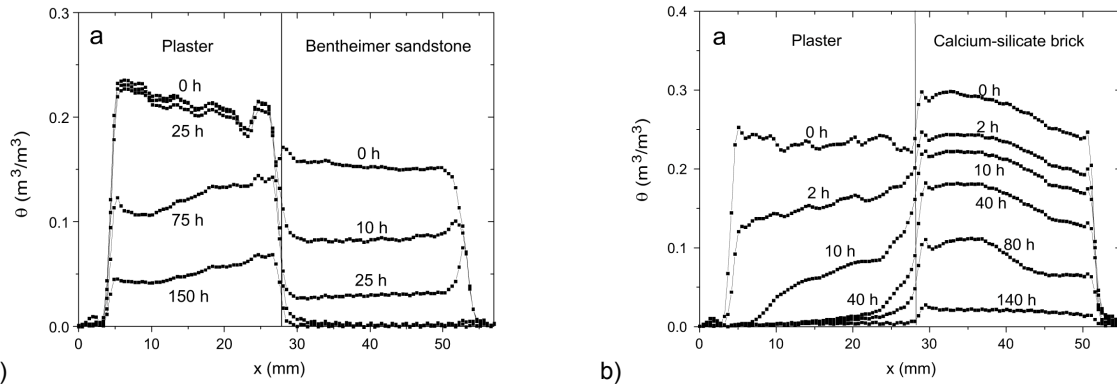 a
Plaster
Bentheimer sandstone
0 h
25 h
75 h
150 h
0 h
10 h
25 h
0.3
0.2
0.1
0.0
θ (m³/m³)
0 10 20 30 40 50
x (mm)
)
a
Plaster
Calcium-silicate brick
0 h
2 h
10 h
40 h
0 h
2 h
10 h
40 h
80 h
140 h
0.4
0.3
0.2
0.1
0.0
θ (m³/m³)
0 10 20 30 40 50
x (mm)
b)